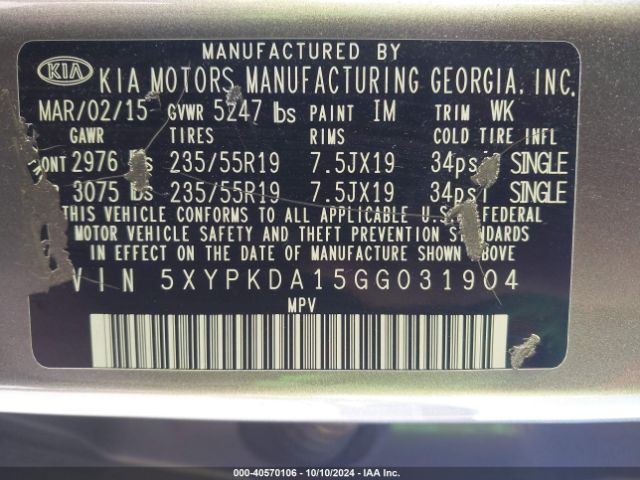 MANUFACTURED BY
KIA KIA MOTORS MANUFACTURING GEORGIA, INC.
MAR/02/15 GVWR 5247 lbs PAINT IM TRIM WK
GAWR TIRES RIMS COLD TIRE INFL
ONT 2976 lbs 235/55R19 7.5JX19 34psi SINGLE
3075 lbs 235/55R19 7.5JX19 34psi SINGLE
THIS VEHICLE CONFORMS TO ALL APPLICABLE U.S. FEDERAL
MOTOR VEHICLE SAFETY AND THEFT PREVENTION STANDARDS
IN EFFECT ON THE DATE OF MANUFACTURE SHOWN ABOVE
VIN 5XYPKDA15GG031904
MPV
000-40570106 - 10/10/2024 - IAA Inc.